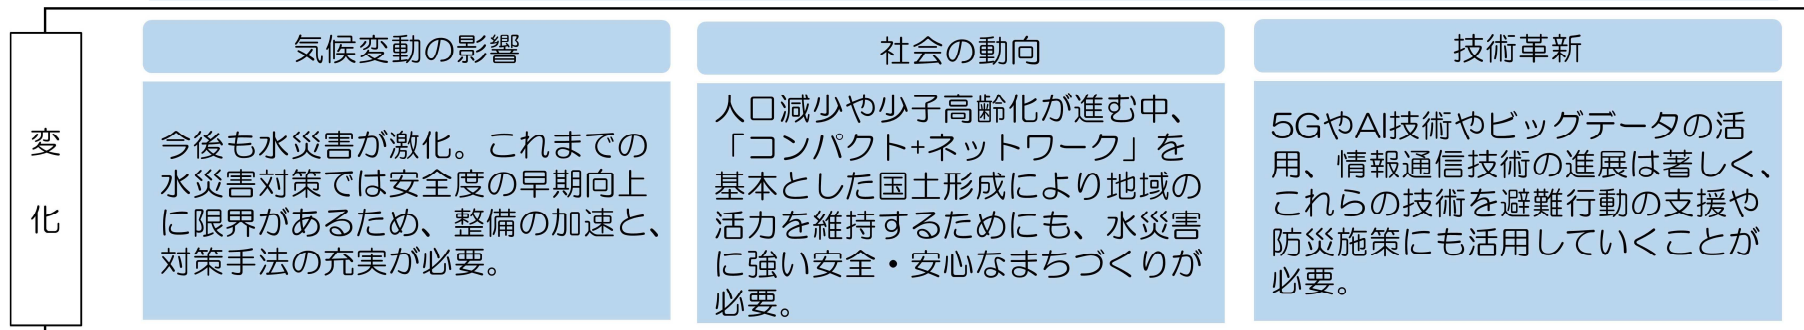 変化
気候変動の影響
今後も水災害が激化。これまでの
水災害対策では安全度の早期向上
に限界があるため、整備の加速と、
対策手法の充実が必要。
社会の動向
人口減少や少子高齢化が進む中、
「コンパクト+ネットワーク」を
基本とした国土形成により地域の
活力を維持するためにも、水災害
に強い安全・安心なまちづくりが
必要。
技術革新
5GやAI技術やビッグデータの活
用、情報通信技術の進展は著しく、
これらの技術を避難行動の支援や
防災施策にも活用していくことが
必要。